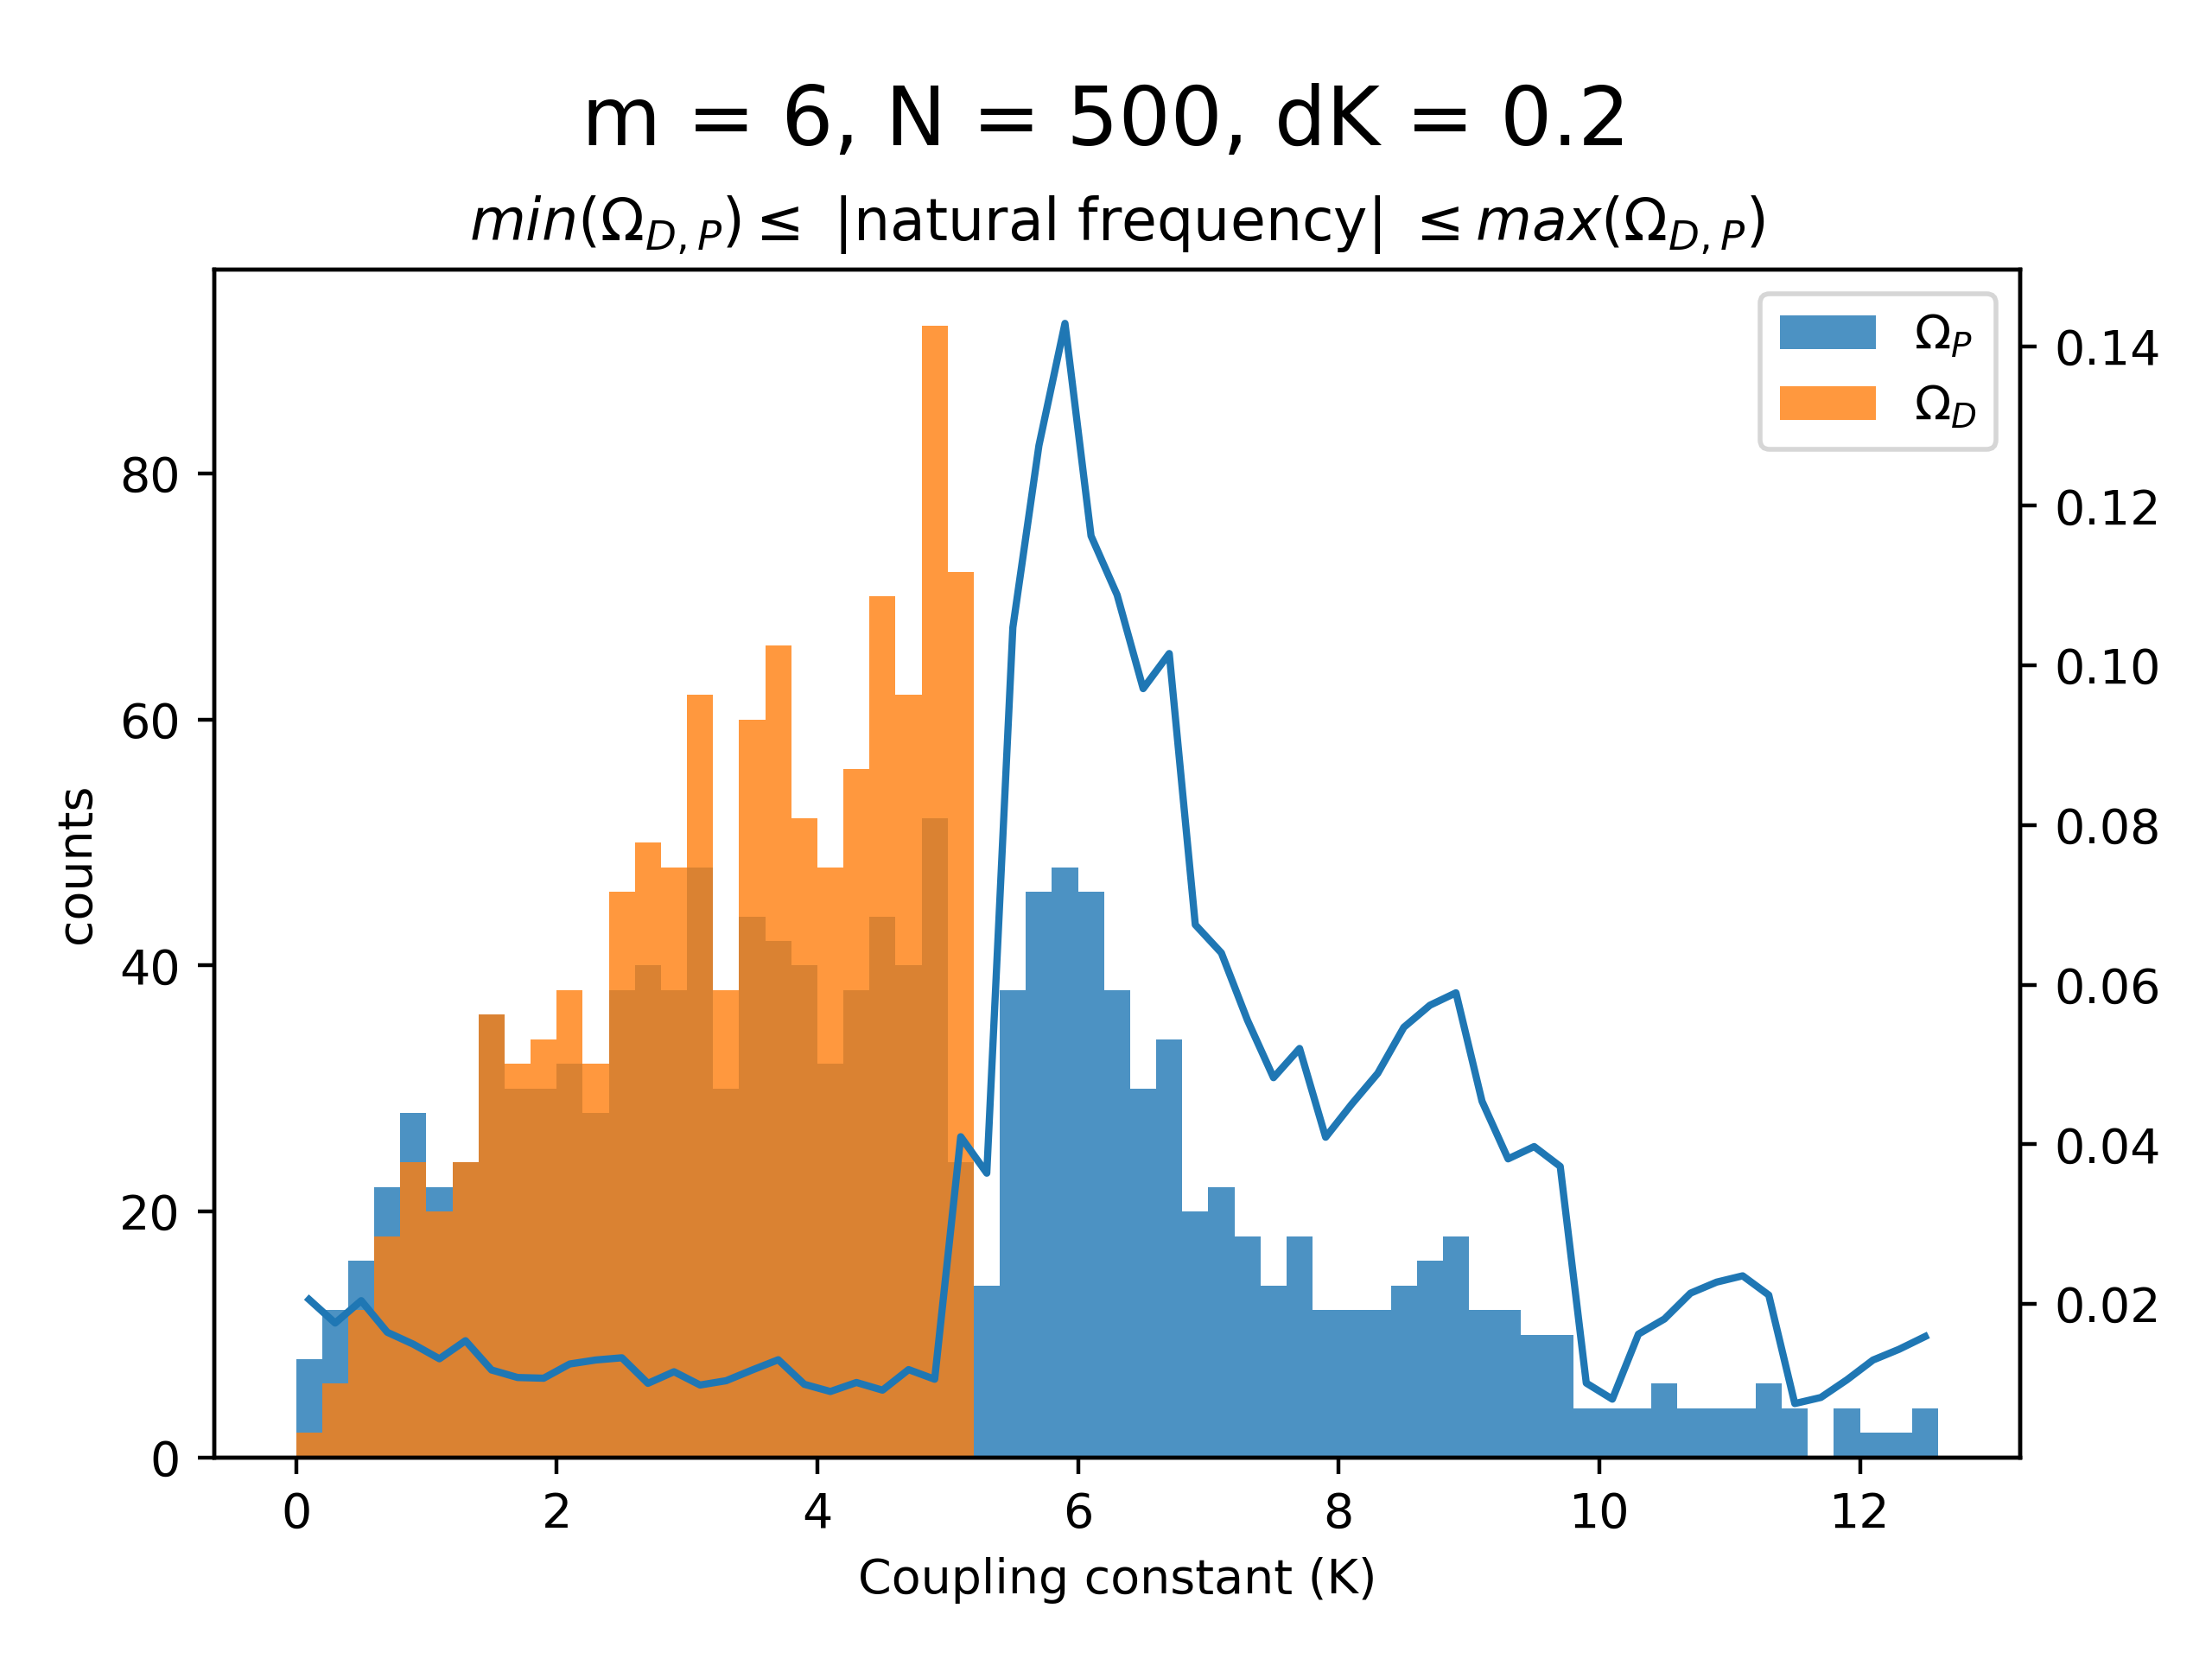 m = 6, N = 500, dK = 0.2
min(Ω_{D, P}) ≤ |natural frequency| ≤ max(Ω_{D, P})
Ω_P
Ω_D
counts
80
60
40
20
0
0.14
0.12
0.10
0.08
0.06
0.04
0.02
0 2 4 6 8 10 12
Coupling constant (K)